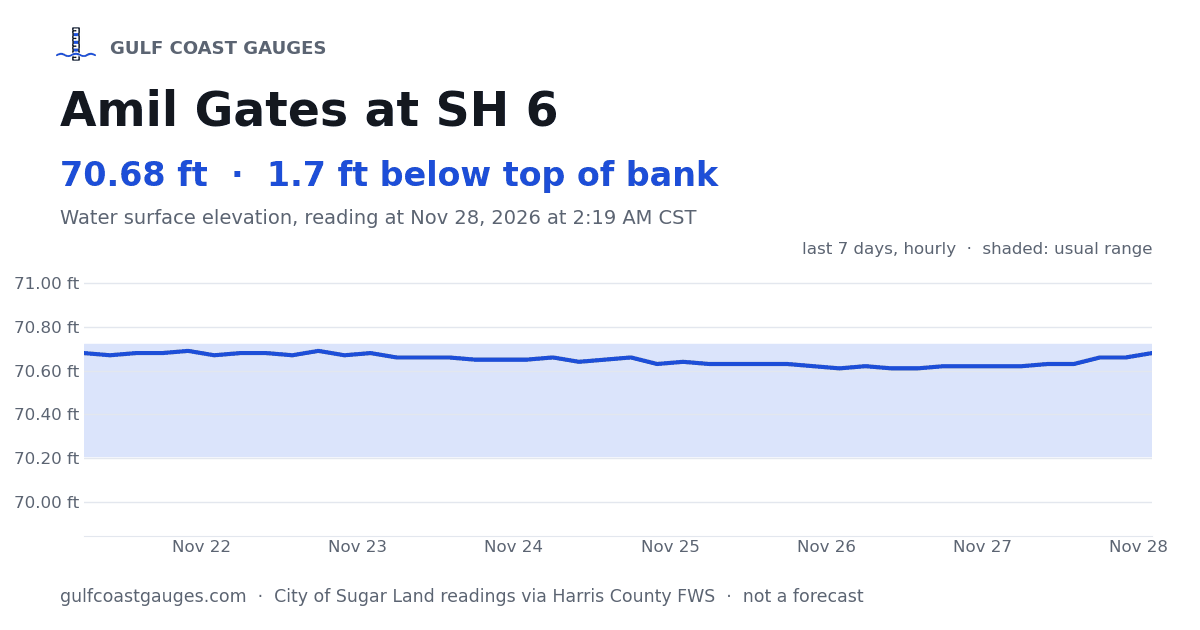 GULF COAST GAUGES
Amil Gates at SH 6
70.68 ft · 1.7 ft below top of bank
Water surface elevation, reading at Nov 28, 2026 at 2:19 AM CST
last 7 days, hourly · shaded: usual range
71.00 ft
70.80 ft
70.60 ft
70.40 ft
70.20 ft
70.00 ft
Nov 22 Nov 23 Nov 24 Nov 25 Nov 26 Nov 27 Nov 28
gulfcoastgauges.com · City of Sugar Land readings via Harris County FWS · not a forecast